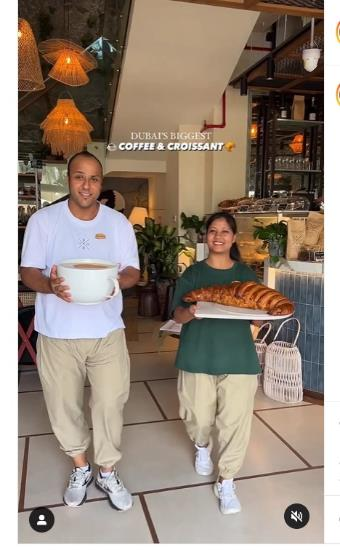 DUBAI'S BIGGEST
☕ COFFEE & CROISSANT 🥐